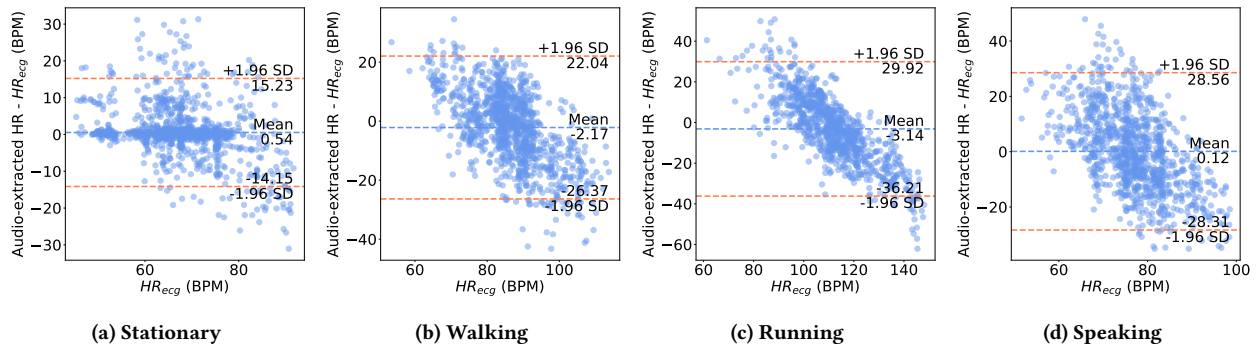 Audio-extracted HR - HR_ecg (BPM)
30
20
10
0
−10
−20
−30
+1.96 SD
15.23
Mean
0.54
-14.15
-1.96 SD
60
80
HR_ecg (BPM)
(a) Stationary
Audio-extracted HR - HR_ecg (BPM)
20
0
−20
−40
+1.96 SD
22.04
Mean
-2.17
-26.37
-1.96 SD
60
80
100
HR_ecg (BPM)
(b) Walking
Audio-extracted HR - HR_ecg (BPM)
40
20
0
−20
−40
−60
+1.96 SD
29.92
Mean
-3.14
-36.21
-1.96 SD
60
80
100
120
140
HR_ecg (BPM)
(c) Running
Audio-extracted HR - HR_ecg (BPM)
40
20
0
−20
+1.96 SD
28.56
Mean
0.12
-28.31
-1.96 SD
60
80
100
HR_ecg (BPM)
(d) Speaking